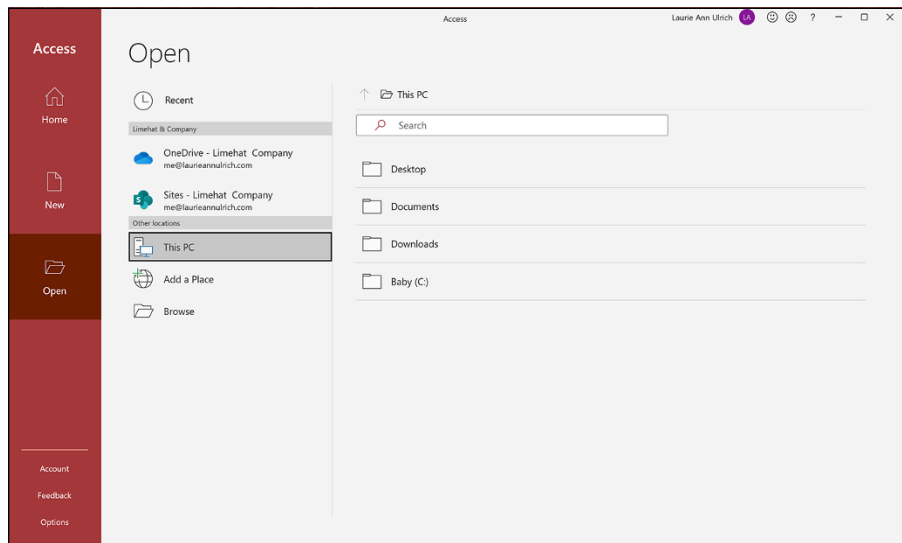 Access
Laurie Ann Ulrich
LA
?
Access
Home
New
Open
Account
Feedback
Options
Open
Recent
Limehat & Company
OneDrive - Limehat Company
me@laurieannulrich.com
S
Sites - Limehat Company
me@laurieannulrich.com
Other locations
This PC
Add a Place
Browse
This PC
Search
Desktop
Documents
Downloads
Baby (C:)